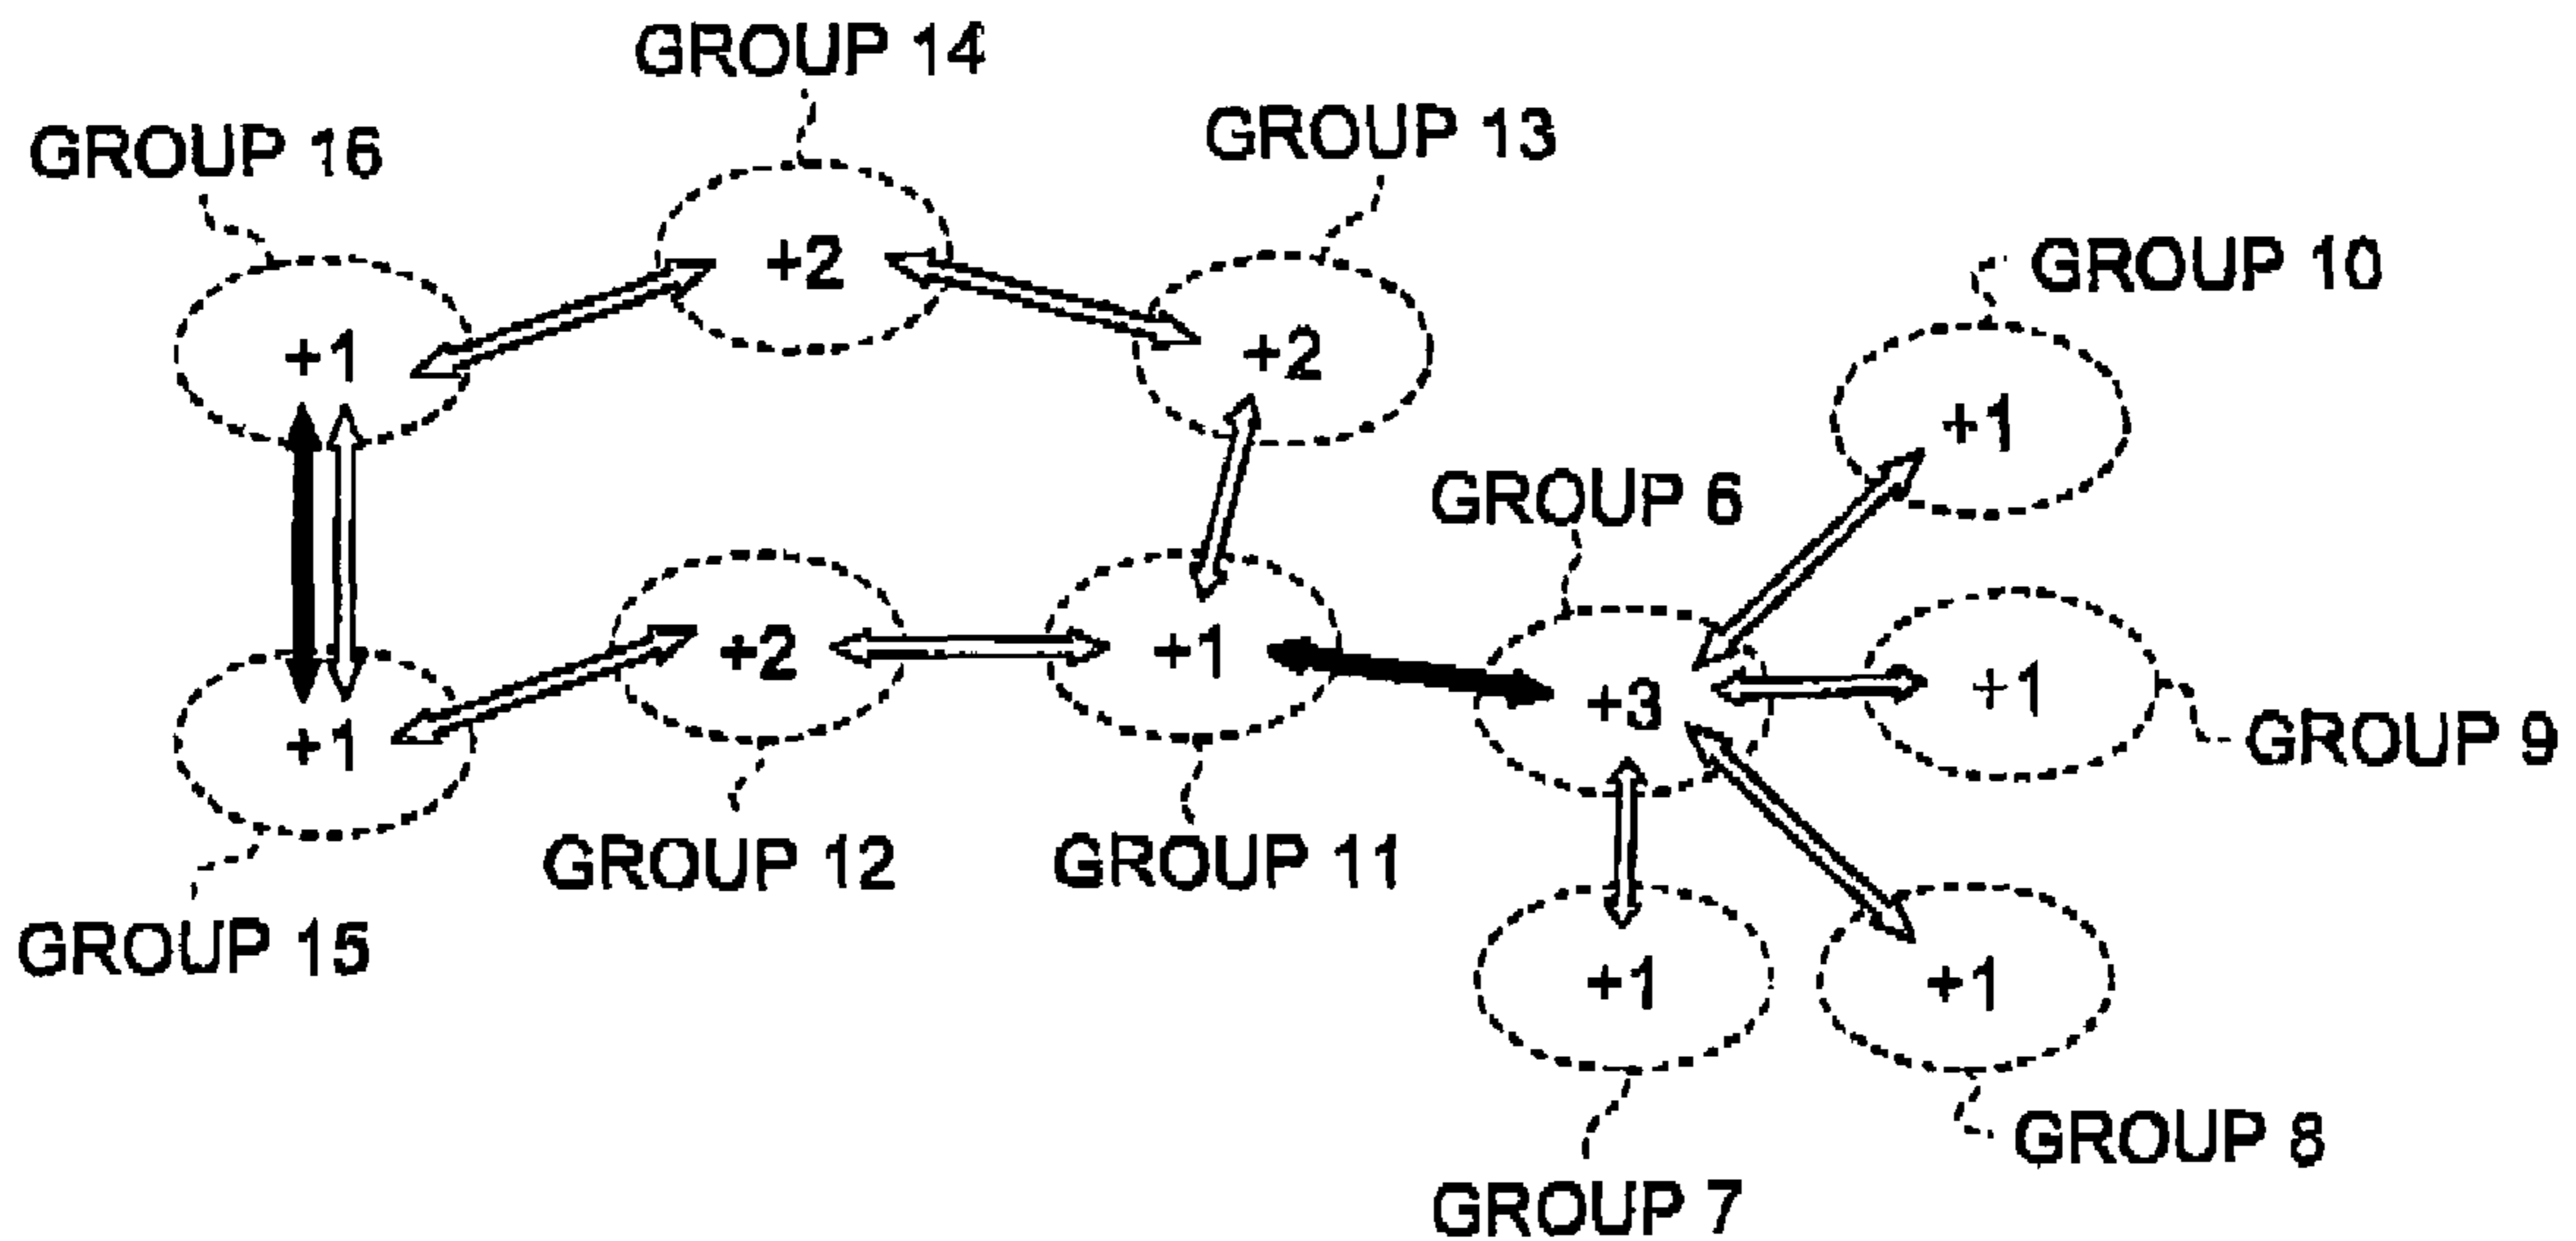 GROUP 14
GROUP 13
GROUP 16
GROUP 10
+2
+2
+1
+1
GROUP 6
+2
+1
+3
+1
GROUP 9
+1
GROUP 12
GROUP 11
GROUP 15
+1
+1
GROUP 8
GROUP 7